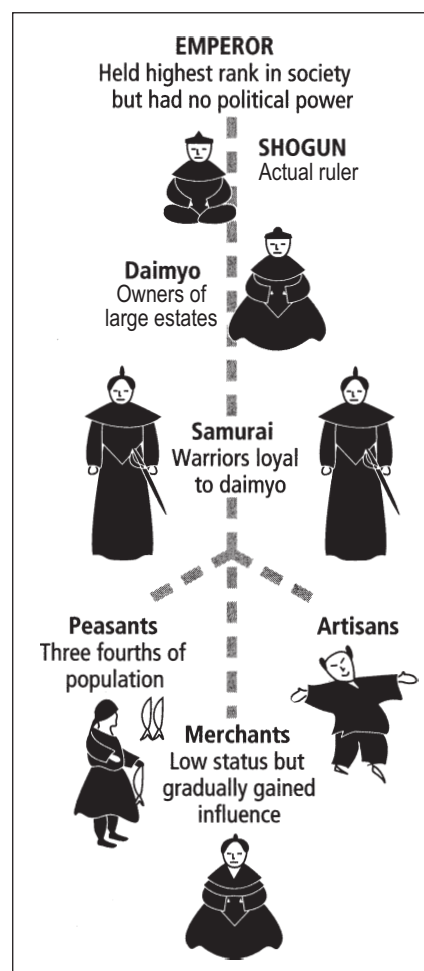 EMPEROR
Held highest rank in society
but had no political power
SHOGUN
Actual ruler
Daimyo
Owners of
large estates
Samurai
Warriors loyal
to daimyo
Peasants
Three fourths of
population
Artisans
Merchants
Low status but
gradually gained
influence